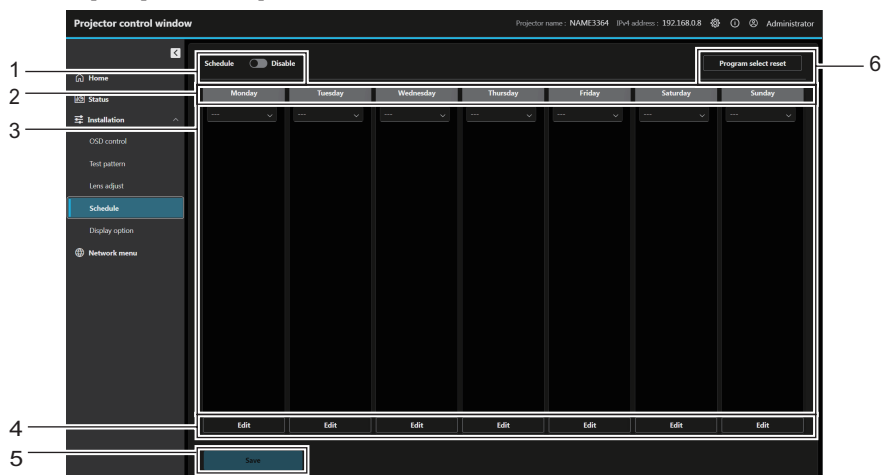 Projector control window Projector name : NAME3364 IPv4 address : 192.168.0.8 Administrator
1 Schedule Disable Program select reset 6
Home
2 Monday Tuesday Wednesday Thursday Friday Saturday Sunday
Status
3 Installation --- --- --- --- --- --- ---
OSD control
Test pattern
Lens adjust
Schedule
Display option
Network menu
4 Edit Edit Edit Edit Edit Edit Edit
5 Save